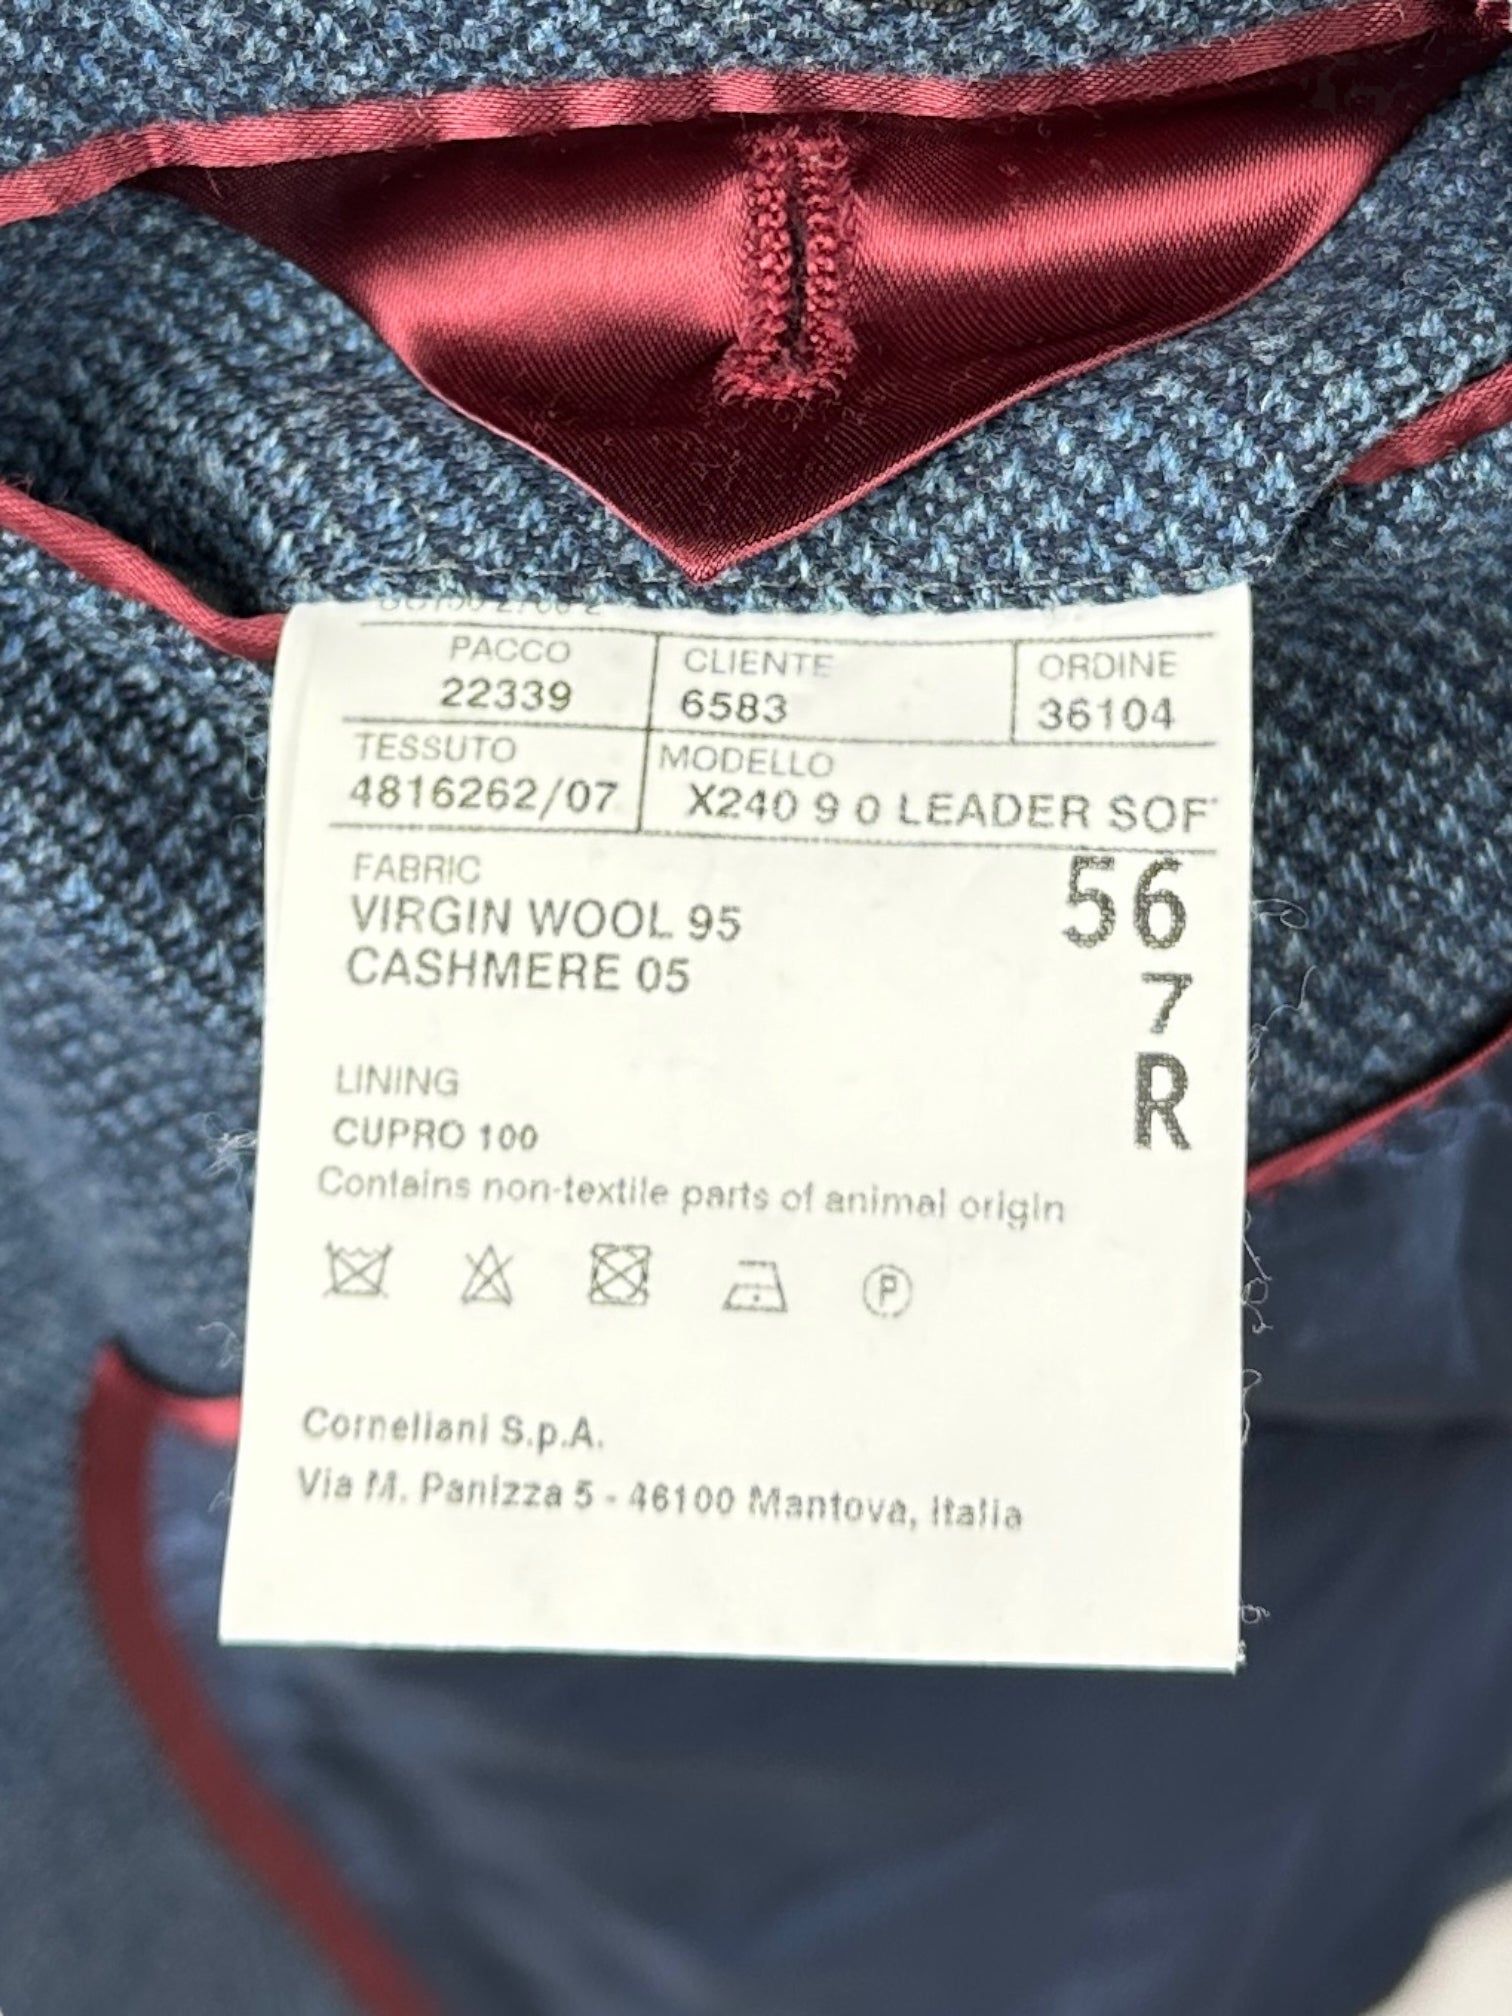 PACCO CLIENTE ORDINE
22339 6583 36104
TESSUTO MODELLO
4816262/07 X240 9 0 LEADER SOF
FABRIC
VIRGIN WOOL 95
CASHMERE 05
56
7
R
LINING
CUPRO 100
Contains non-textile parts of animal origin
P
Corneliani S.p.A.
Via M. Panizza 5 - 46100 Mantova, Italia